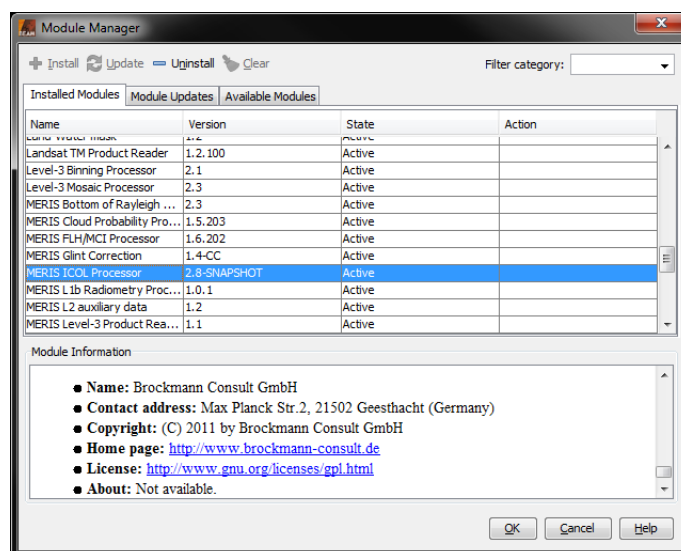 Module Manager
Install Update Uninstall Clear Filter category:
Installed Modules Module Updates Available Modules
Name Version State Action
Land Water Mask 1.2 Active
Landsat TM Product Reader 1.2.100 Active
Level-3 Binning Processor 2.1 Active
Level-3 Mosaic Processor 2.3 Active
MERIS Bottom of Rayleigh ... 2.3 Active
MERIS Cloud Probability Pro... 1.5.203 Active
MERIS FLH/MCI Processor 1.6.202 Active
MERIS Glint Correction 1.4-CC Active
MERIS ICOL Processor 2.8-SNAPSHOT Active
MERIS L1b Radiometry Proc... 1.0.1 Active
MERIS L2 auxiliary data 1.2 Active
MERIS Level-3 Product Rea... 1.1 Active
Module Information
Name: Brockmann Consult GmbH
Contact address: Max Planck Str.2, 21502 Geesthacht (Germany)
Copyright: (C) 2011 by Brockmann Consult GmbH
Home page: http://www.brockmann-consult.de
License: http://www.gnu.org/licenses/gpl.html
About: Not available.
OK Cancel Help